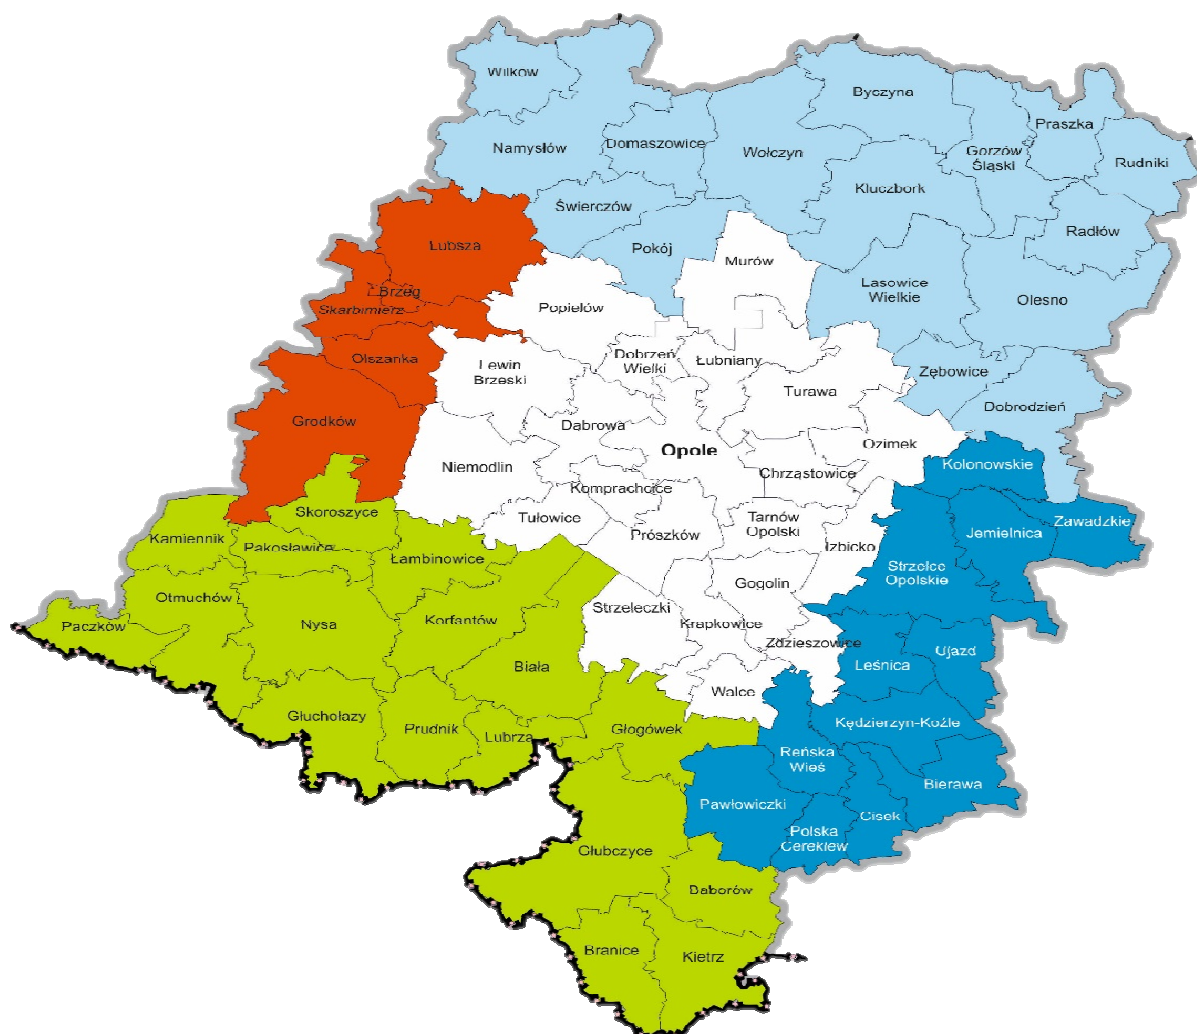 Wilków
Byczyna
Praszka
Namysłów
Domaszowice
Wołczyn
Gorzów
Śląski
Rudniki
Kluczbork
Świerczów
Radłów
Łubsza
Pokój
Murów
Lasowice
Wielkie
Olesno
Brzeg
Skarbimierz
Popielów
Olszanka
Lewin
Brzeski
Dobrzeń
Wielki
Łubniany
Zębowice
Turawa
Dobrodzień
Grodków
Dąbrowa
Ozimek
Opole
Niemodlin
Chrząstowice
Kolonowskie
Komprachcice
Skoroszyce
Tułowice
Tarnów
Opolski
Zawadzkie
Kamiennik
Pakosławice
Prószków
Jemielnica
Łambinowice
Izbicko
Strzelce
Opolskie
Gogolin
Otmuchów
Strzeleczki
Paczków
Nysa
Korfantów
Krapkowice
Zdzieszowice
Ujazd
Biała
Leśnica
Walce
Głuchołazy
Prudnik
Lubrza
Głogówek
Kędzierzyn-Koźle
Reńska
Wieś
Bierawa
Pawłowiczki
Cisek
Polska
Cerekiew
Głubczyce
Baborów
Branice
Kietrz